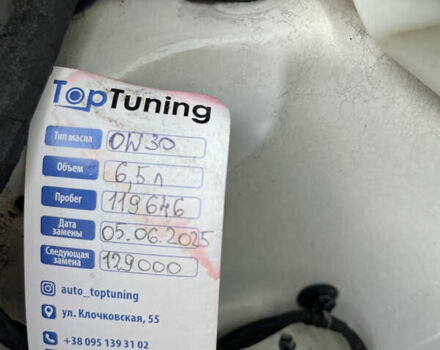 TopTuning
Тип масла 0W30
Объем 6,5 л
Пробег 119646
Дата замены 05.06.2025
Следующая замена 129000
auto_toptuning
ул. Клочковская, 55
+38 095 139 31 02